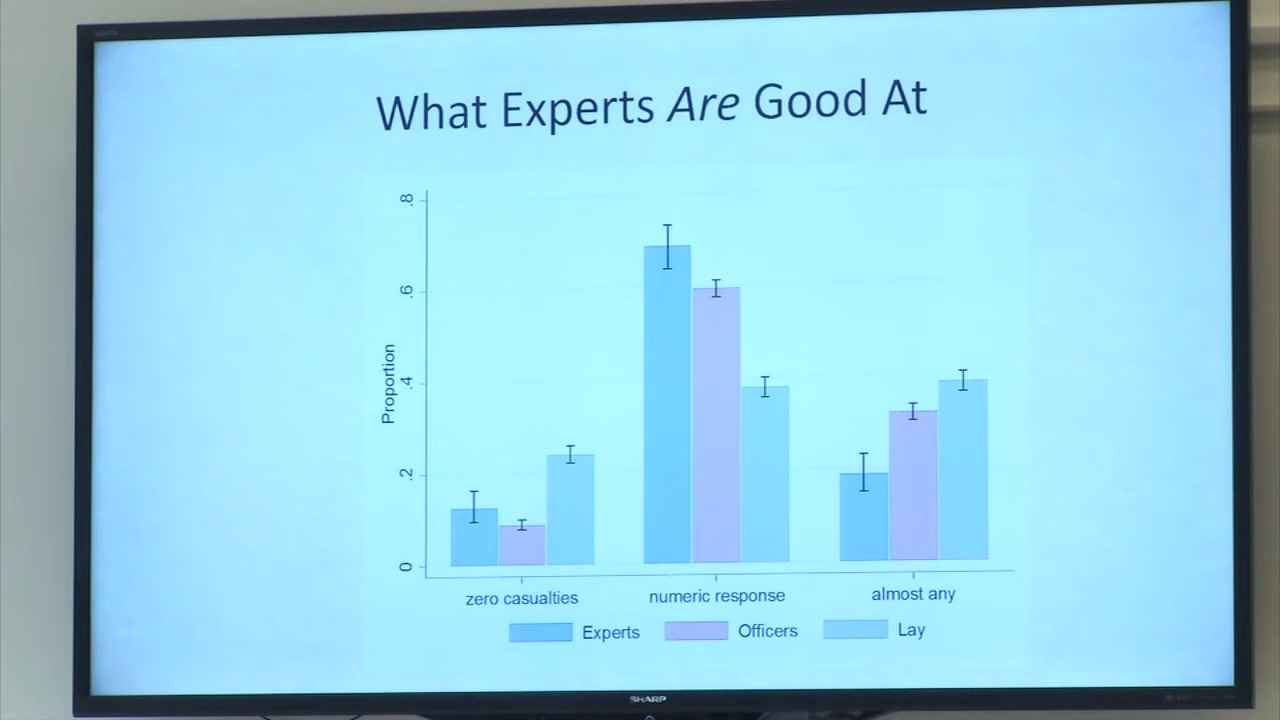 What Experts Are Good At
.8
.6
.4
.2
0
Proportion
zero casualties
numeric response
almost any
Experts
Officers
Lay
SHARP